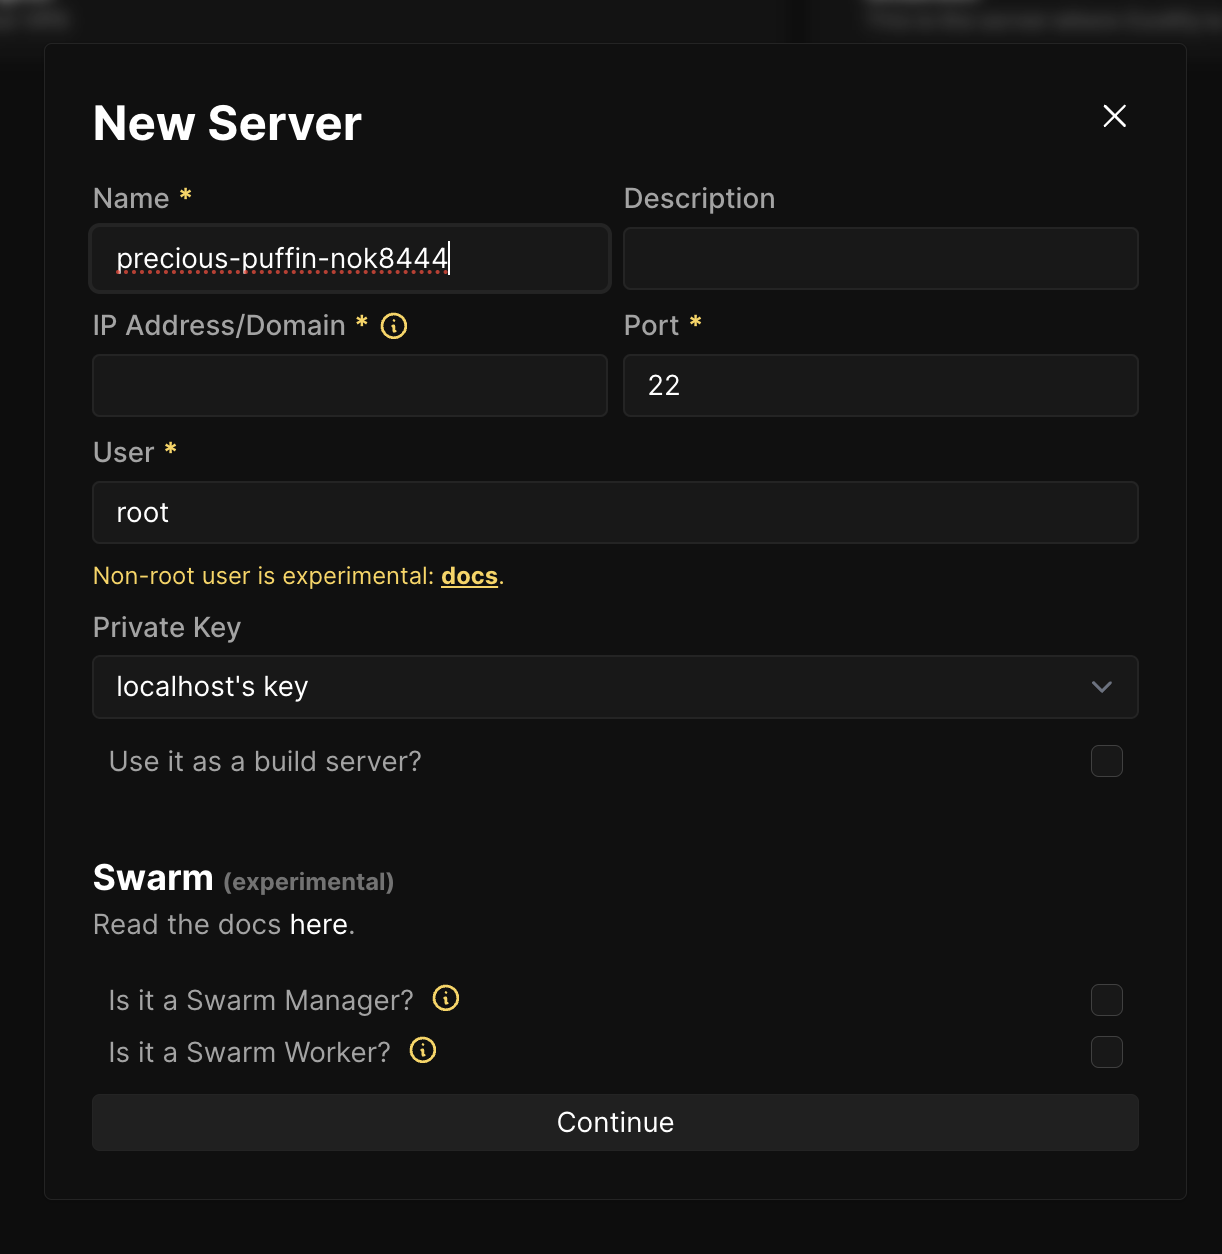 New Server
Name *
Description
precious-puffin-nok8444
IP Address/Domain *
Port *
22
User *
root
Non-root user is experimental: docs.
Private Key
localhost's key
Use it as a build server?
Swarm (experimental)
Read the docs here.
Is it a Swarm Manager?
Is it a Swarm Worker?
Continue